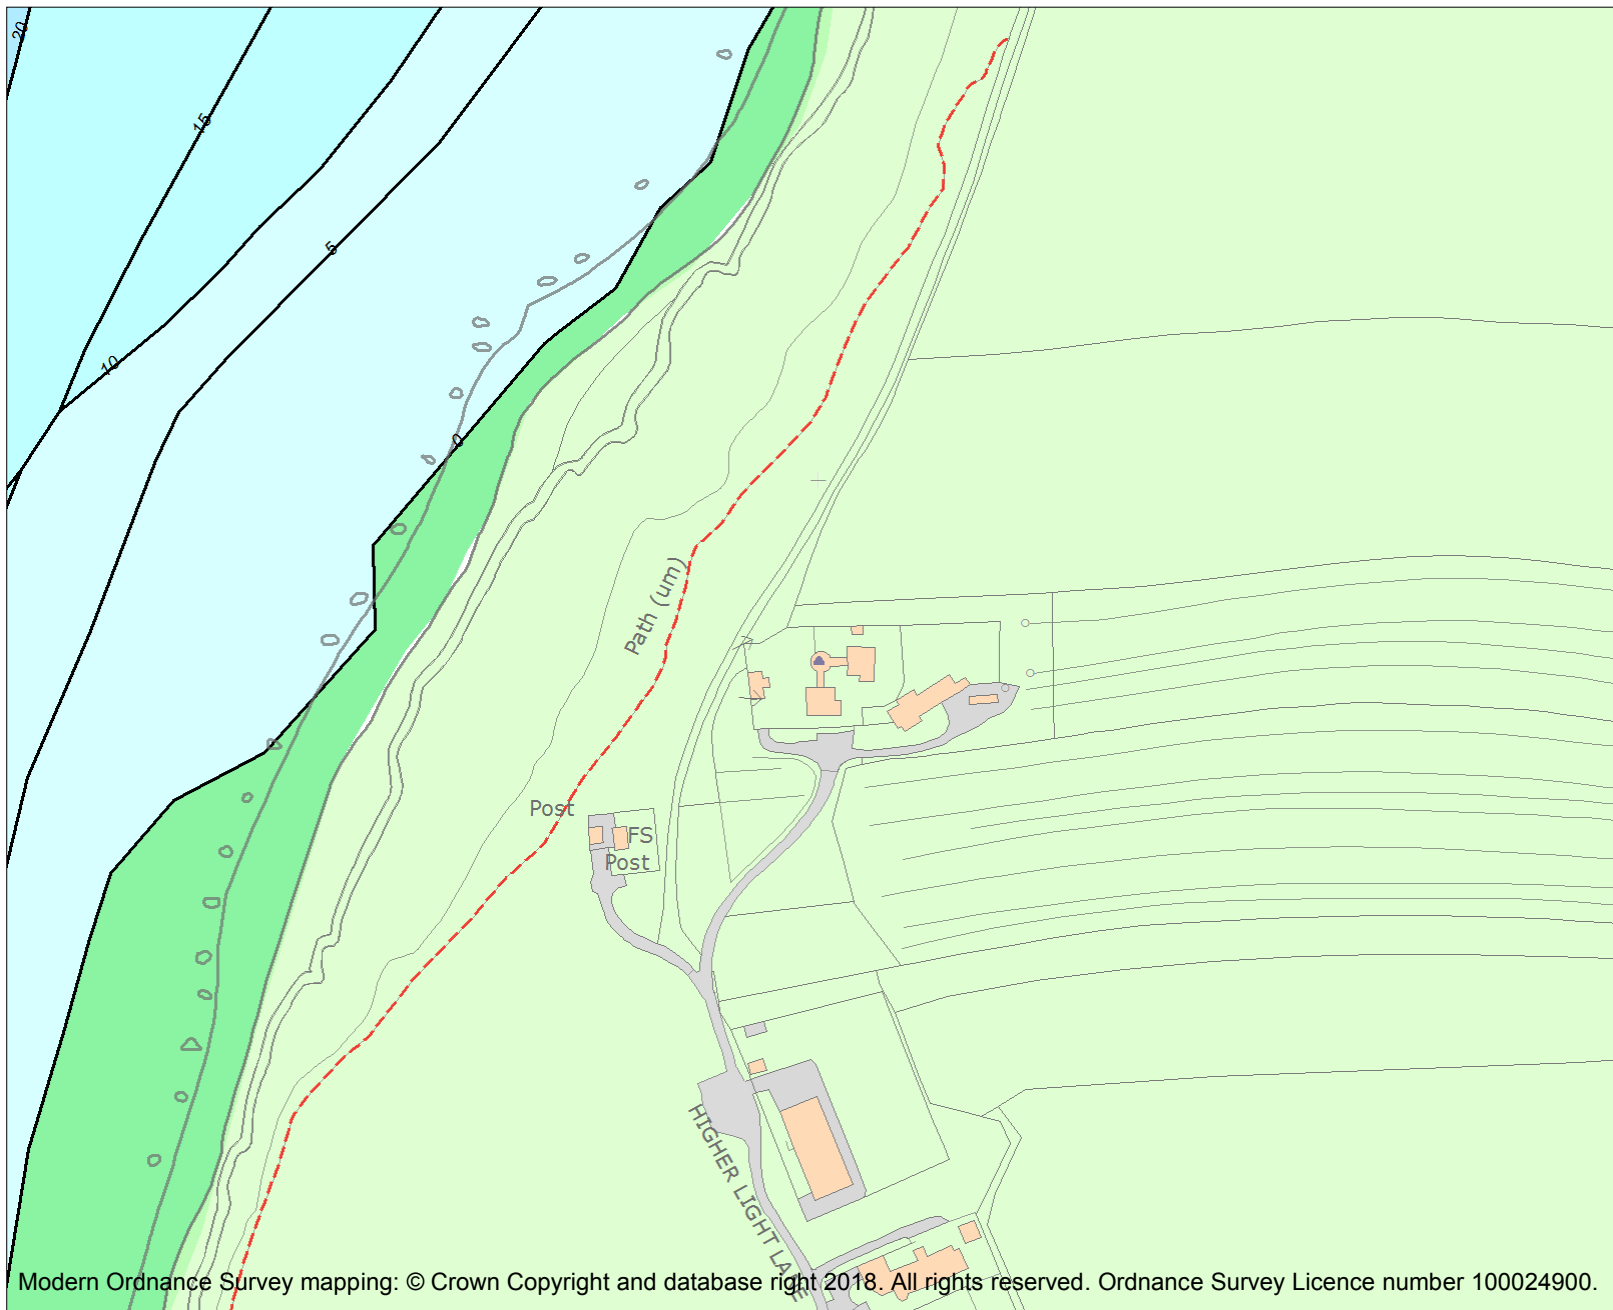 20
15
5
10
0
Path (um)
Post
FS
Post
HIGHER LIGHT LANE
Modern Ordnance Survey mapping: © Crown Copyright and database right 2018. All rights reserved. Ordnance Survey Licence number 100024900.